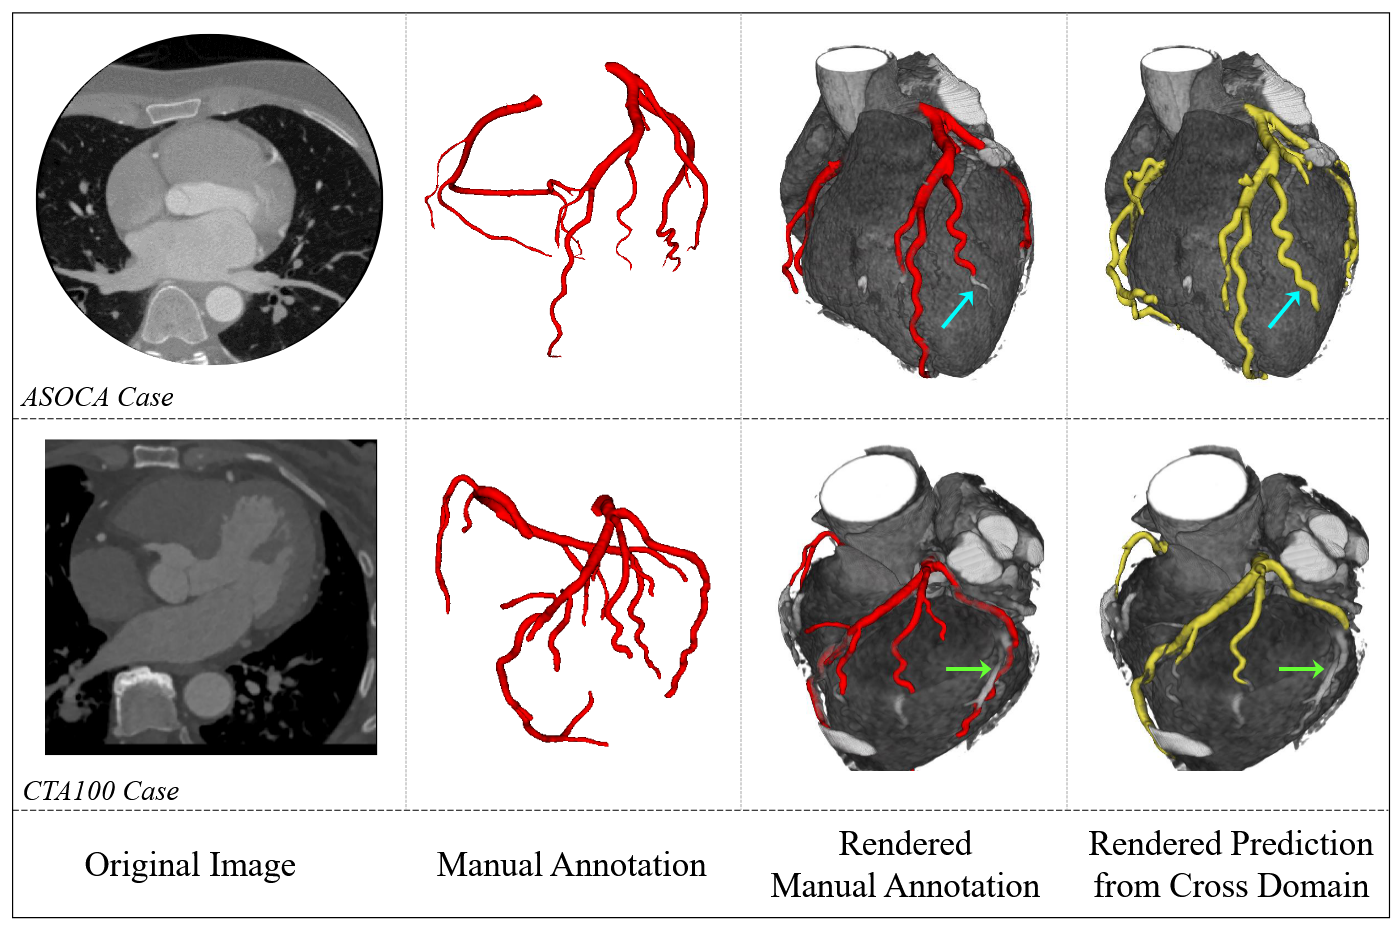 ASOCA Case
CTA100 Case
Original Image
Manual Annotation
Rendered
Manual Annotation
Rendered Prediction
from Cross Domain